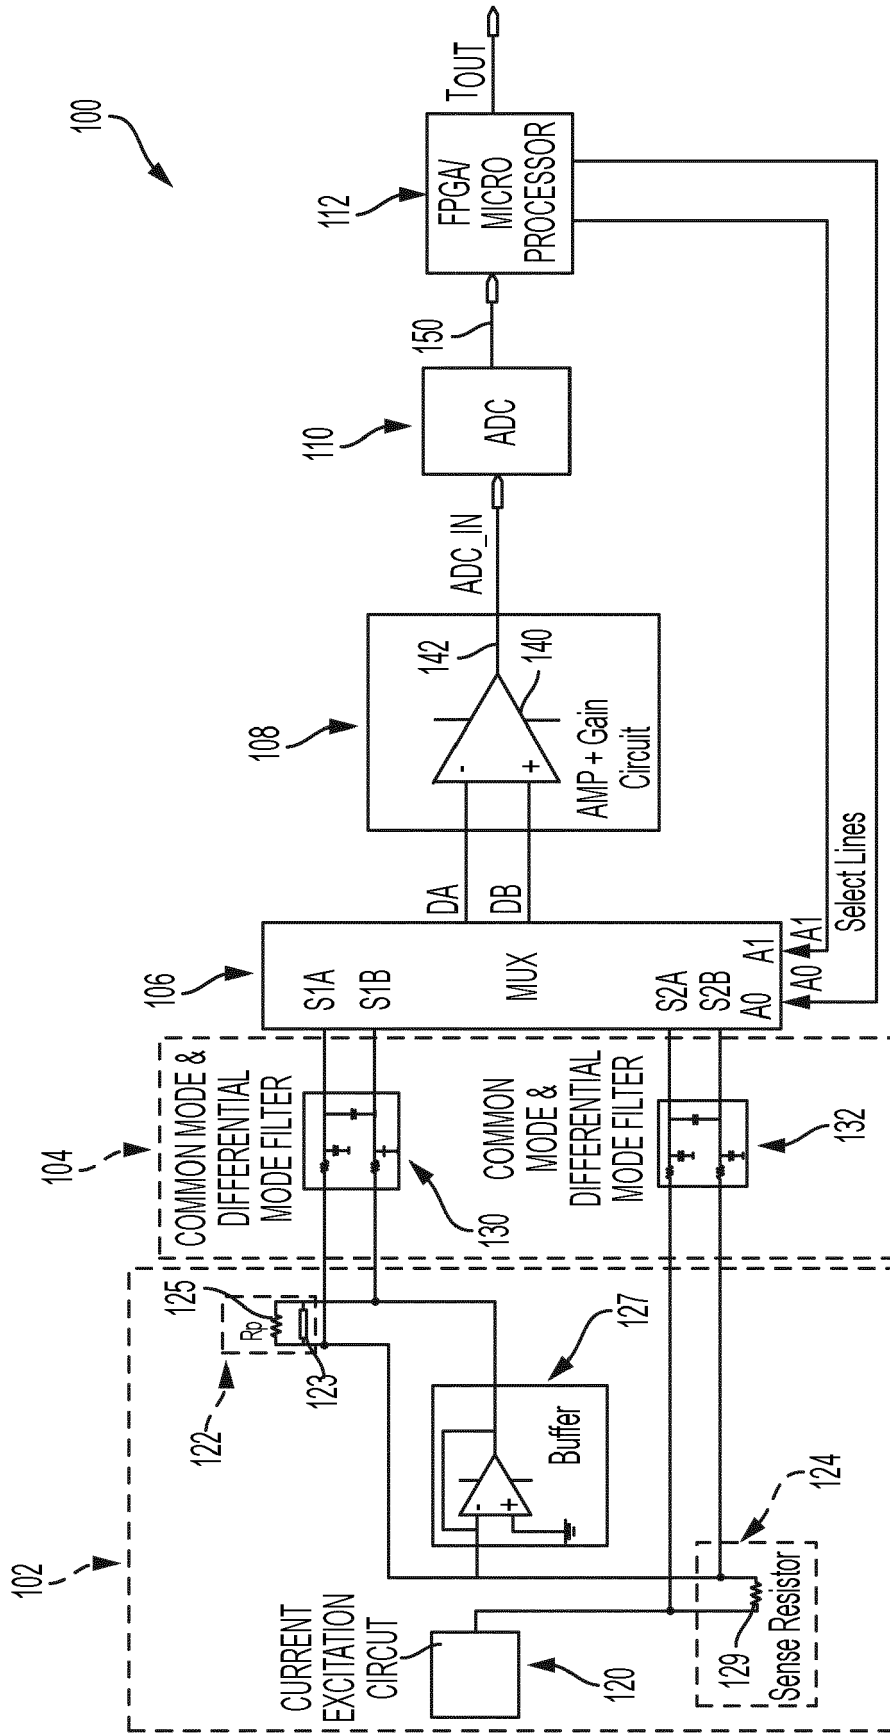 100
102
CURRENT
EXCITATION
CIRCUT
120
122
125
Rp
123
127
Buffer
-
+
124
129
Sense Resistor
104
COMMON MODE &
DIFFERENTIAL
MODE FILTER
130
COMMON
MODE &
DIFFERENTIAL
MODE FILTER
132
106
S1A
S1B
MUX
S2A
S2B
A0
A1
A0
A1
Select Lines
DA
DB
108
-
+
142
140
AMP + Gain
Circuit
ADC_IN
110
ADC
150
112
FPGA/
MICRO
PROCESSOR
TOUT